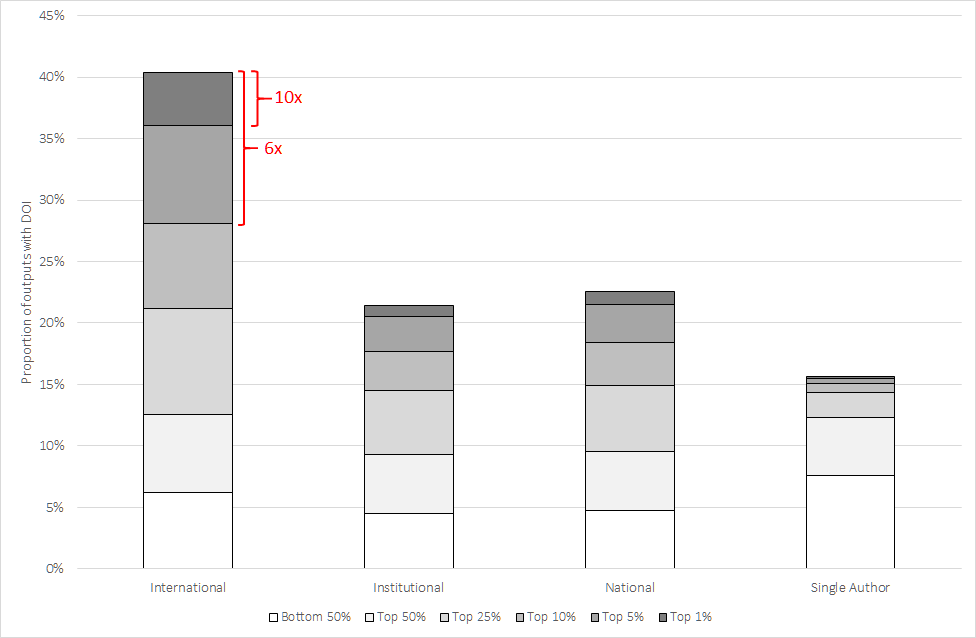 45%
40%
35%
30%
25%
20%
15%
10%
5%
0%
Proportion of outputs with DOI
10x
6x
International Institutional National Single Author
Bottom 50% Top 50% Top 25% Top 10% Top 5% Top 1%